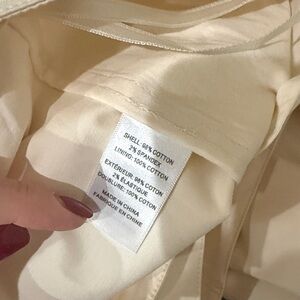 SHELL: 98% COTTON
2% SPANDEX
LINING: 100% COTTON
EXTÉRIEUR: 98% COTON
2% ÉLASTIQUE
DOUBLURE: 100% COTON
MADE IN CHINA
FABRIQUÉ EN CHINE